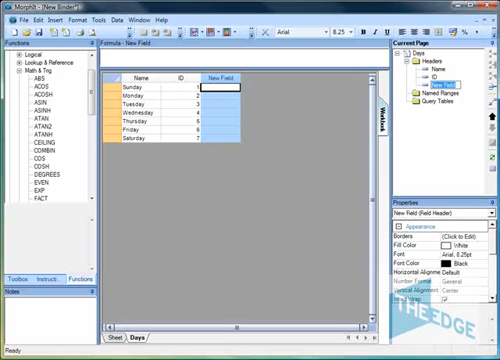 MorphIt - [New Binder*]
File Edit Insert Format Tools Data Window Help
Arial 8.25
Functions
Formula - New Field
Current Page
Logical
Lookup & Reference
Math & Trig
ABS
ACOS
ACOSH
ASIN
ASINH
ATAN
ATAN2
ATANH
CEILING
COMBIN
COS
COSH
DEGREES
EVEN
EXP
FACT
Toolbox Instructi... Functions
Notes
Name ID New Field
Sunday 1
Monday 2
Tuesday 3
Wednesday 4
Thursday 5
Friday 6
Saturday 7
Workbook
Sheet Days
Days
Headers
Name
ID
New Field
Named Ranges
Query Tables
Properties
New Field (Field Header)
Appearance
Borders (Click to Edit)
Fill Color White
Font Arial, 8.25pt
Font Color Black
Horizontal Alignme Default
Number Format General
Vertical Alignment Center
Word Wrap
THE EDGE
Ready